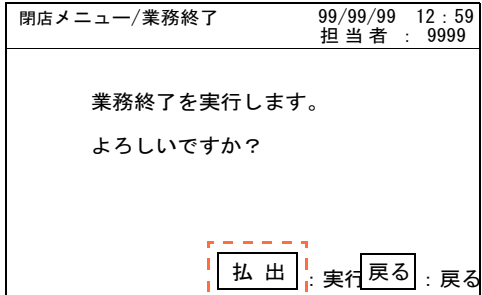 閉店メニュー/業務終了 99/99/99 12：59
担当者 ： 9999
業務終了を実行します。
よろしいですか？
払 出 ：実行 戻る ：戻る